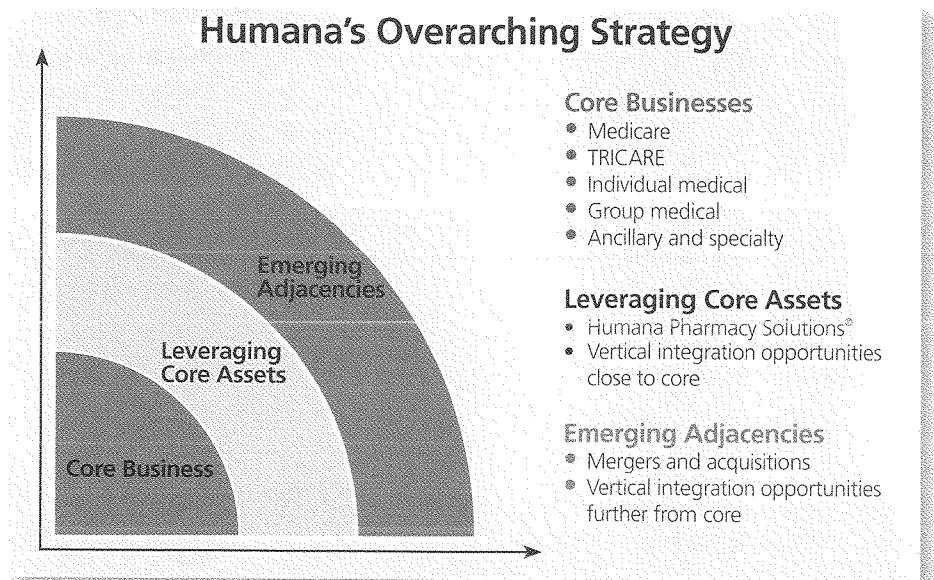 Humana's Overarching Strategy
Emerging
Adjacencies
Leveraging
Core Assets
Core Business
Core Businesses
• Medicare
• TRICARE
• Individual medical
• Group medical
• Ancillary and specialty
Leveraging Core Assets
• Humana Pharmacy Solutions®
• Vertical integration opportunities
close to core
Emerging Adjacencies
• Mergers and acquisitions
• Vertical integration opportunities
further from core